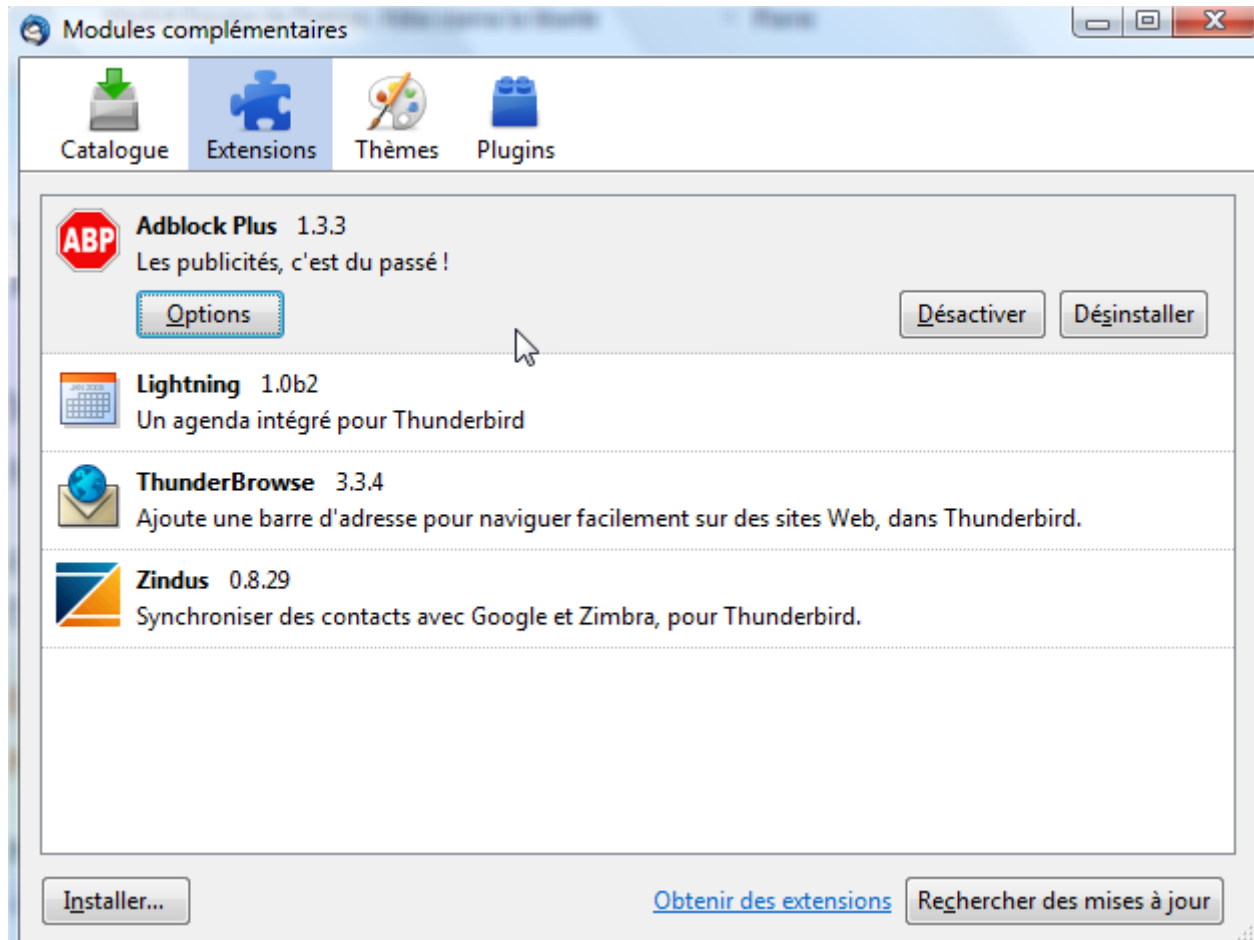 Modules complémentaires
Catalogue Extensions Thèmes Plugins
ABP
Adblock Plus 1.3.3
Les publicités, c'est du passé !
Options Désactiver Désinstaller
Lightning 1.0b2
Un agenda intégré pour Thunderbird
ThunderBrowse 3.3.4
Ajoute une barre d'adresse pour naviguer facilement sur des sites Web, dans Thunderbird.
Zindus 0.8.29
Synchroniser des contacts avec Google et Zimbra, pour Thunderbird.
Installer... Obtenir des extensions Rechercher des mises à jour